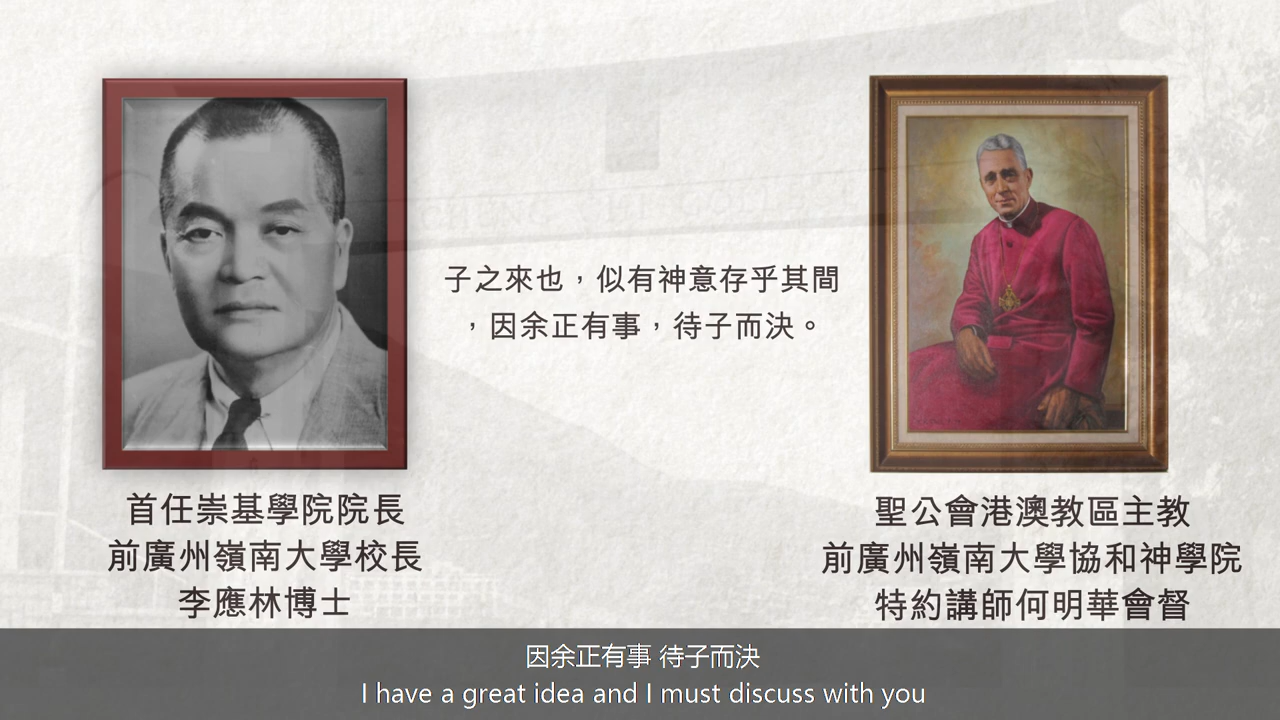 子之來也，似有神意存乎其間
，因余正有事，待子而決。
首任崇基學院院長
前廣州嶺南大學校長
李應林博士
聖公會港澳教區主教
前廣州嶺南大學協和神學院
特約講師何明華會督
因余正有事 待子而決
I have a great idea and I must discuss with you